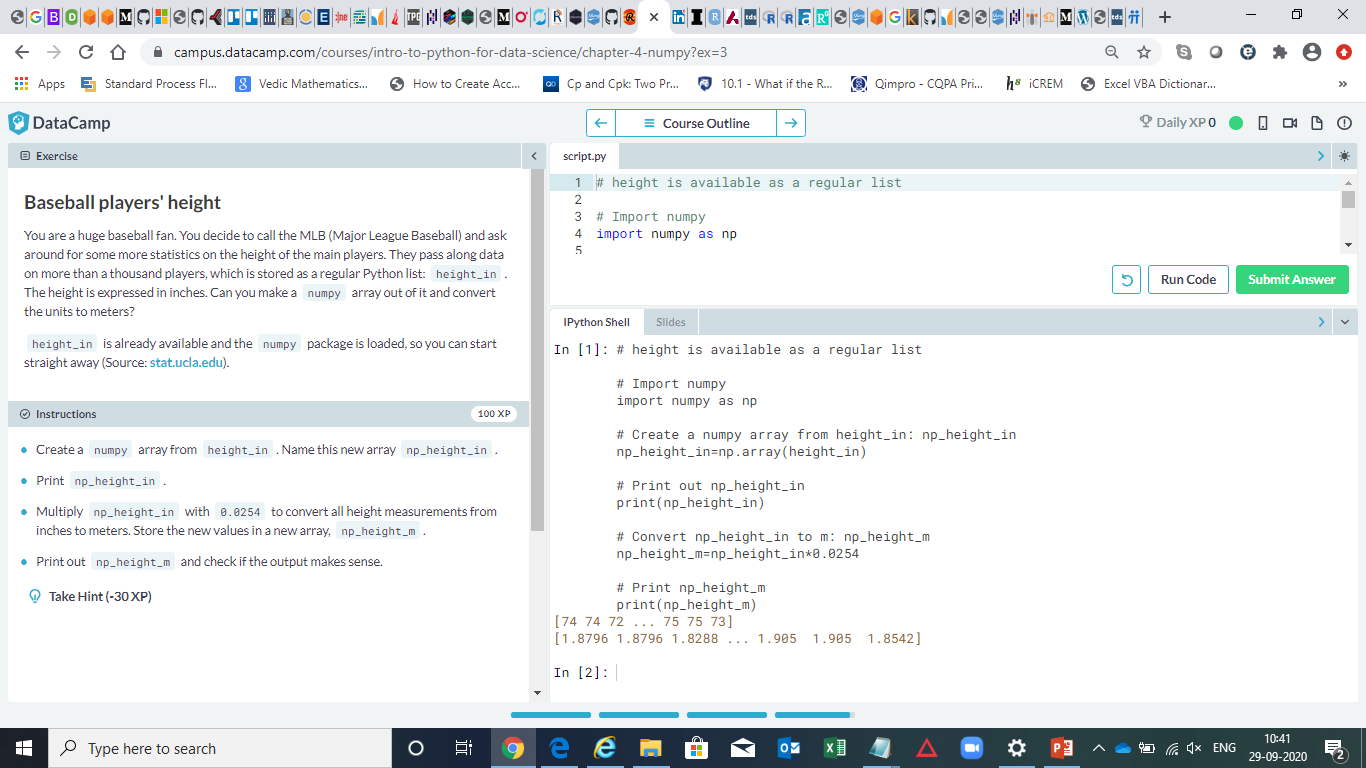 campus.datacamp.com/courses/intro-to-python-for-data-science/chapter-4-numpy?ex=3
Apps Standard Process Fl... Vedic Mathematics... How to Create Acc... Cp and Cpk: Two Pr... 10.1 - What if the R... Qimpro - CQPA Pri... iCREM Excel VBA Dictionar... »
DataCamp
Course Outline
Daily XP 0
Exercise
Baseball players' height
You are a huge baseball fan. You decide to call the MLB (Major League Baseball) and ask
around for some more statistics on the height of the main players. They pass along data
on more than a thousand players, which is stored as a regular Python list: height_in .
The height is expressed in inches. Can you make a numpy array out of it and convert
the units to meters?
height_in is already available and the numpy package is loaded, so you can start
straight away (Source: stat.ucla.edu).
Instructions 100 XP
Create a numpy array from height_in . Name this new array np_height_in .
Print np_height_in .
Multiply np_height_in with 0.0254 to convert all height measurements from
inches to meters. Store the new values in a new array, np_height_m .
Print out np_height_m and check if the output makes sense.
Take Hint (-30 XP)
script.py
1 # height is available as a regular list
2
3 # Import numpy
4 import numpy as np
5
Run Code Submit Answer
IPython Shell Slides
In [1]: # height is available as a regular list
# Import numpy
import numpy as np
# Create a numpy array from height_in: np_height_in
np_height_in=np.array(height_in)
# Print out np_height_in
print(np_height_in)
# Convert np_height_in to m: np_height_m
np_height_m=np_height_in*0.0254
# Print np_height_m
print(np_height_m)
[74 74 72 ... 75 75 73]
[1.8796 1.8796 1.8288 ... 1.905  1.905  1.8542]
In [2]:
Type here to search
ENG
10:41
29-09-2020
2